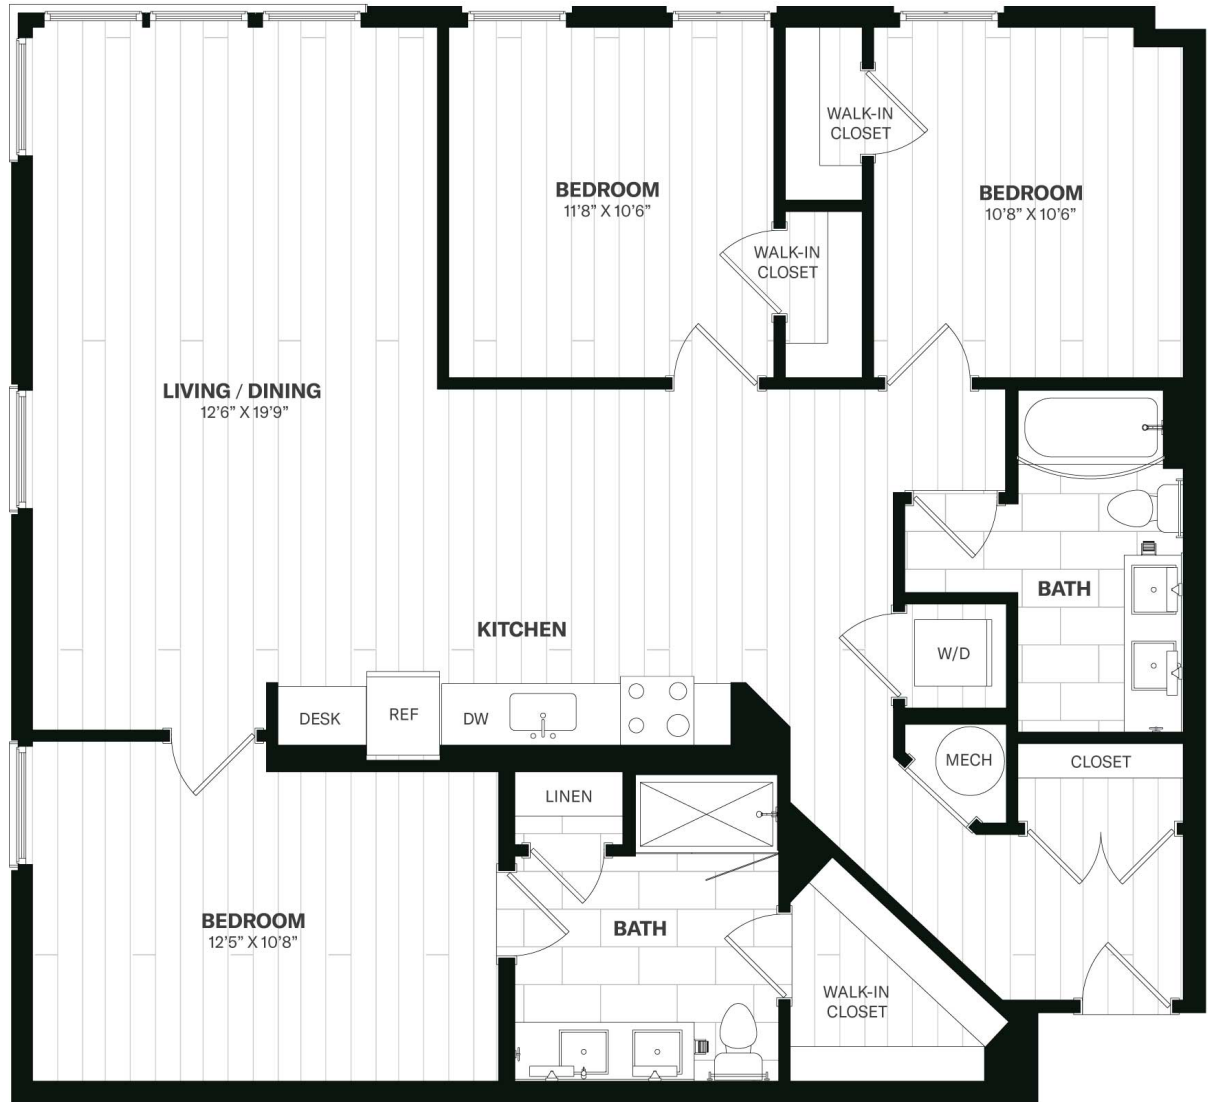 WALK-IN
CLOSET
BEDROOM
11’8” X 10’6”
BEDROOM
10’8” X 10’6”
WALK-IN
CLOSET
LIVING / DINING
12’6” X 19’9”
BATH
KITCHEN
W/D
DESK
REF
DW
MECH
CLOSET
LINEN
BEDROOM
12’5” X 10’8”
BATH
WALK-IN
CLOSET